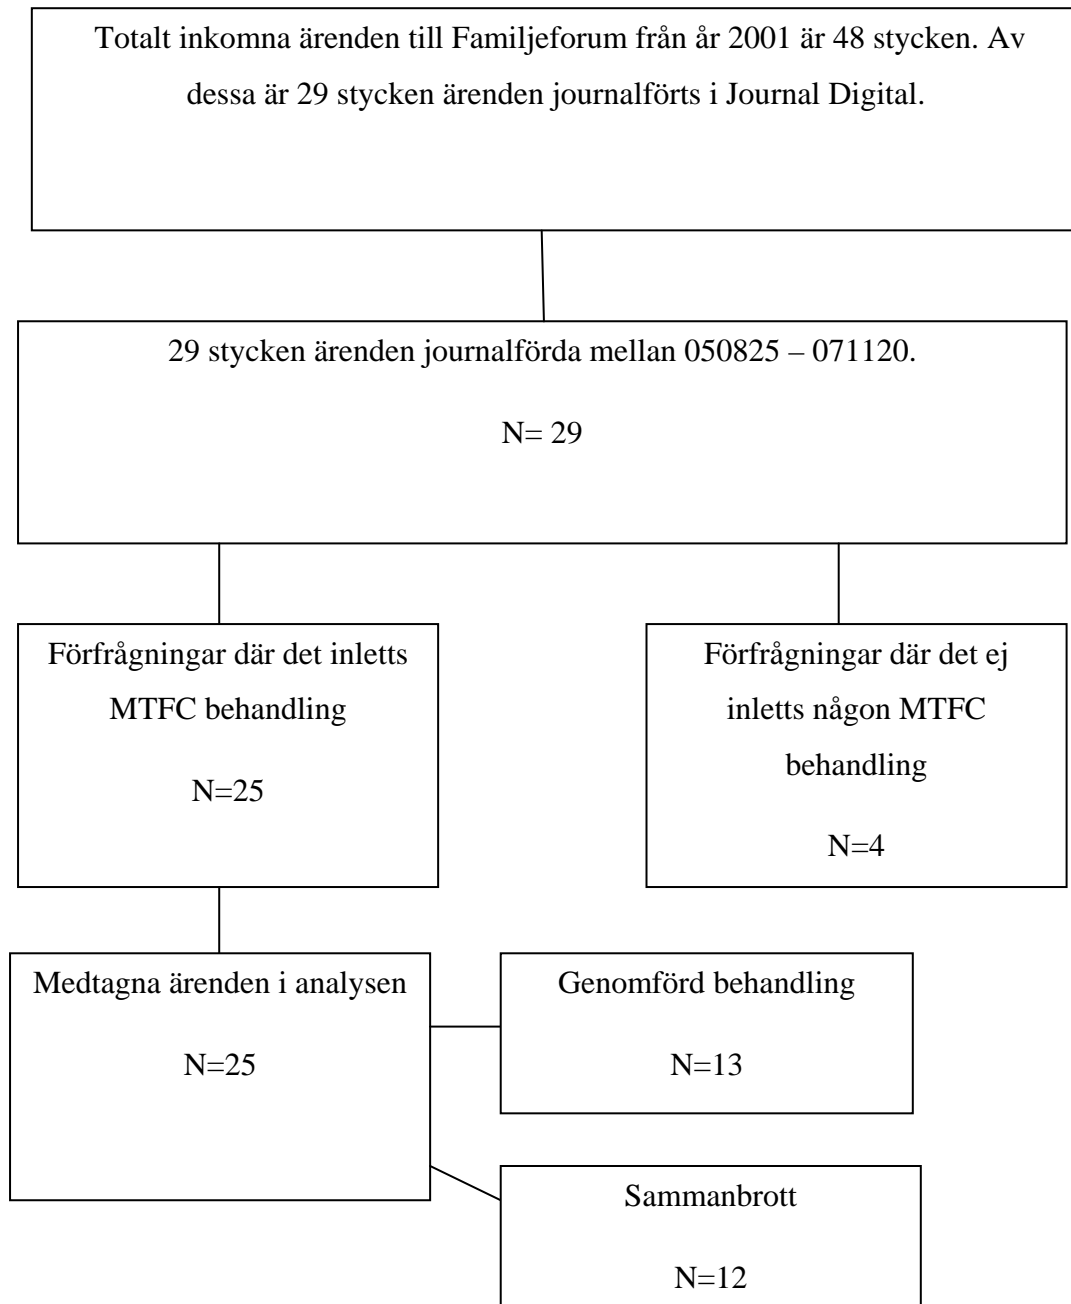 Totalt inkomna ärenden till Familjeforum från år 2001 är 48 stycken. Av
dessa är 29 stycken ärenden journalförts i Journal Digital.
29 stycken ärenden journalförda mellan 050825 – 071120.
N= 29
Förfrågningar där det inletts
MTFC behandling
N=25
Förfrågningar där det ej
inletts någon MTFC
behandling
N=4
Medtagna ärenden i analysen
N=25
Genomförd behandling
N=13
Sammanbrott
N=12